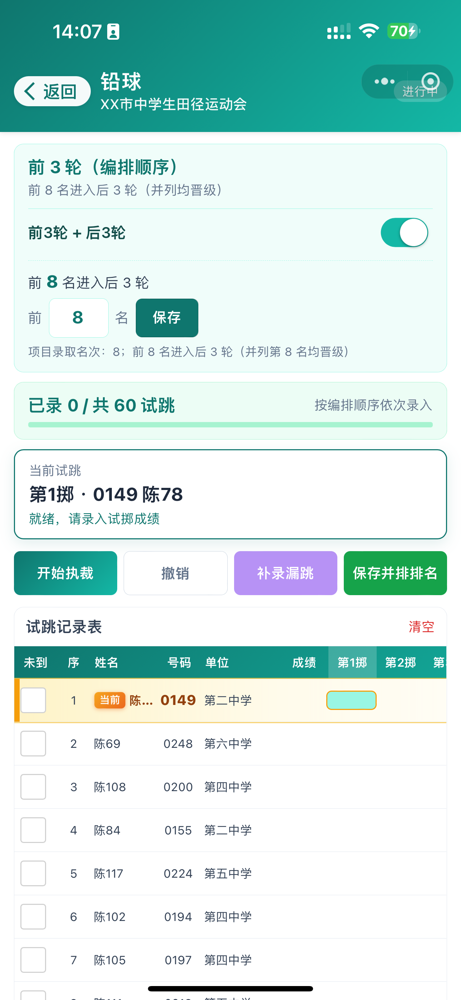 14:07
70
返回
铅球
XX市中学生田径运动会
进行中
前 3 轮（编排顺序）
前 8 名进入后 3 轮（并列均晋级）
前3轮 + 后3轮
前 8 名进入后 3 轮
前 8 名 保存
项目录取名次：8；前 8 名进入后 3 轮（并列第 8 名均晋级）
已录 0 / 共 60 试跳 按编排顺序依次录入
当前试跳
第1掷 · 0149 陈78
就绪，请录入试掷成绩
开始执裁 撤销 补录漏跳 保存并排排名
试跳记录表 清空
未到 序 姓名 号码 单位 成绩 第1掷 第2掷 第
1 当前 陈... 0149 第二中学
2 陈69 0248 第六中学
3 陈108 0200 第四中学
4 陈84 0155 第二中学
5 陈117 0224 第五中学
6 陈102 0194 第四中学
7 陈105 0197 第四中学